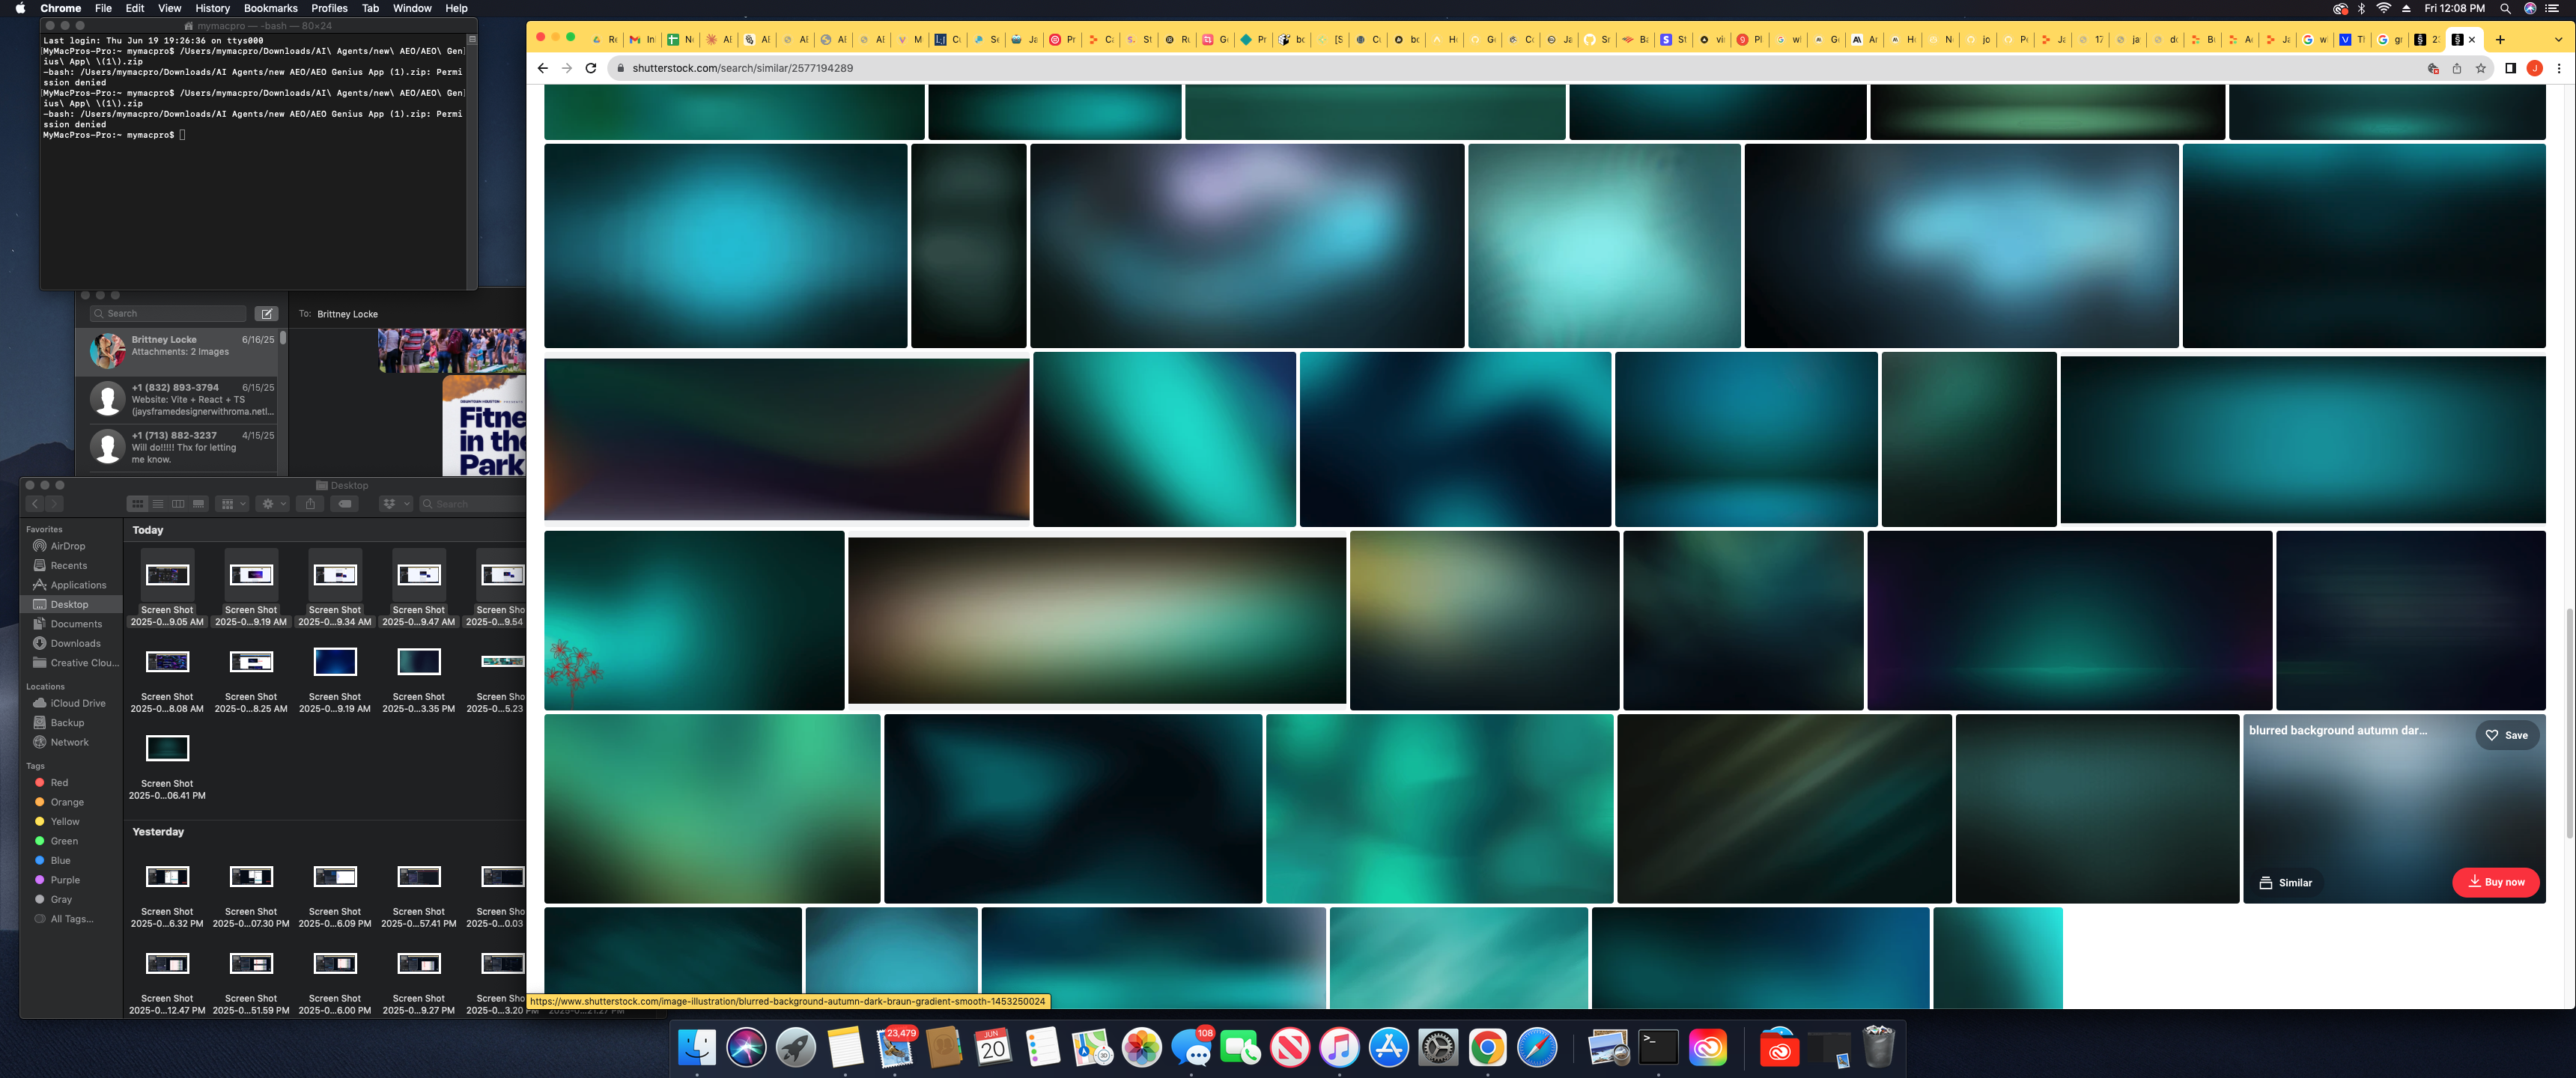 Chrome File Edit View History Bookmarks Profiles Tab Window Help
Fri 12:08 PM
mymacpro — -bash — 80×24
Last login: Thu Jun 19 19:26:36 on ttys000
[MyMacPros-Pro:~ mymacpro$ /Users/mymacpro/Downloads/AI\ Agents/new\ AEO/AEO\ Gen]
ius\ App\ \(1\).zip
-bash: /Users/mymacpro/Downloads/AI Agents/new AEO/AEO Genius App (1).zip: Permi
ssion denied
[MyMacPros-Pro:~ mymacpro$ /Users/mymacpro/Downloads/AI\ Agents/new\ AEO/AEO\ Gen]
ius\ App\ \(1\).zip
-bash: /Users/mymacpro/Downloads/AI Agents/new AEO/AEO Genius App (1).zip: Permi
ssion denied
MyMacPros-Pro:~ mymacpro$
Search
To: Brittney Locke
Brittney Locke 6/16/25
Attachments: 2 Images
+1 (832) 893-3794 6/15/25
Website: Vite + React + TS
(jaysframedesignerwithroma.netl...
+1 (713) 882-3237 4/15/25
Will do!!!!! Thx for letting
me know.
Fitne
in the
Park
Desktop
Search
Favorites
AirDrop
Recents
Applications
Desktop
Documents
Downloads
Creative Clou...
Locations
iCloud Drive
Backup
Network
Tags
Red
Orange
Yellow
Green
Blue
Purple
Gray
All Tags...
Today
Screen Shot Screen Shot Screen Shot Screen Shot Screen Sho
2025-0...9.05 AM 2025-0...9.19 AM 2025-0...9.34 AM 2025-0...9.47 AM 2025-0...9.54
Screen Shot Screen Shot Screen Shot Screen Shot Screen Sho
2025-0...8.08 AM 2025-0...8.25 AM 2025-0...9.19 AM 2025-0...3.35 PM 2025-0...5.23
Screen Shot
2025-0...06.41 PM
Yesterday
Screen Shot Screen Shot Screen Shot Screen Shot Screen Sho
2025-0...6.32 PM 2025-0...07.30 PM 2025-0...6.09 PM 2025-0...57.41 PM 2025-0...0.03
Screen Shot Screen Shot Screen Shot Screen Shot Screen Sho
2025-0...12.47 PM 2025-0...51.59 PM 2025-0...6.00 PM 2025-0...9.27 PM 2025-0...3.20 PM
shutterstock.com/search/similar/2577194289
J
blurred background autumn dar...
Save
Similar
Buy now
https://www.shutterstock.com/image-illustration/blurred-background-autumn-dark-braun-gradient-smooth-1453250024
23,479
JUN
20
108